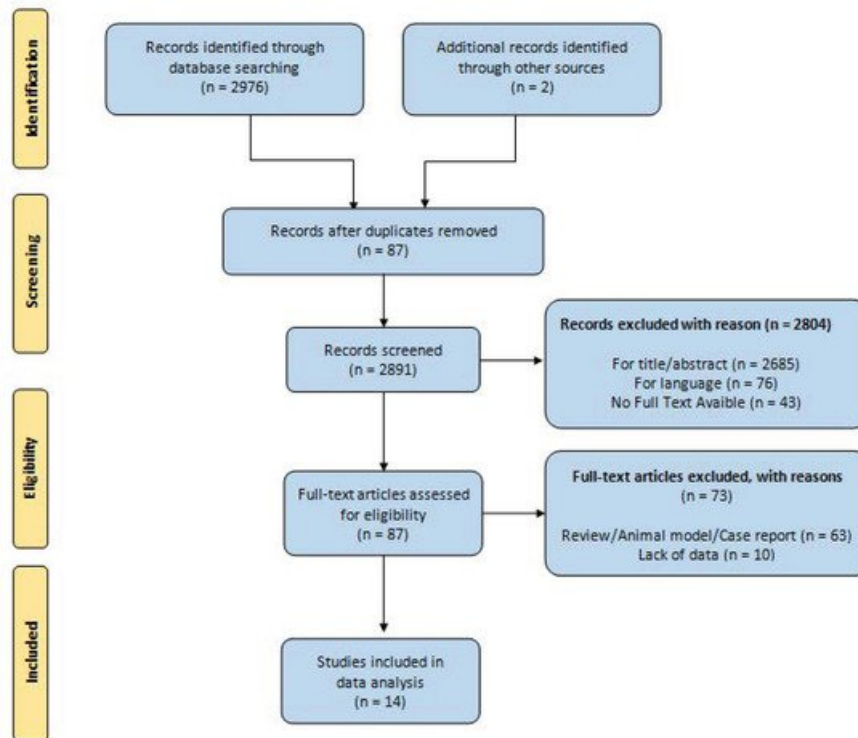 Identification
Records identified through
database searching
(n = 2976)
Additional records identified
through other sources
(n = 2)
Screening
Records after duplicates removed
(n = 87)
Records screened
(n = 2891)
Records excluded with reason (n = 2804)
For title/abstract (n = 2685)
For language (n = 76)
No Full Text Avaible (n = 43)
Eligibility
Full-text articles assessed
for eligibility
(n = 87)
Full-text articles excluded, with reasons
(n = 73)
Review/Animal model/Case report (n = 63)
Lack of data (n = 10)
Included
Studies included in
data analysis
(n = 14)